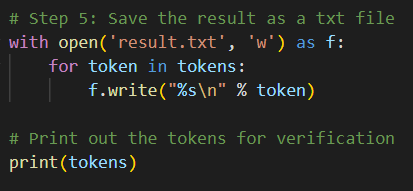 # Step 5: Save the result as a txt file
with open('result.txt', 'w') as f:
    for token in tokens:
        f.write("%s\n" % token)

# Print out the tokens for verification
print(tokens)